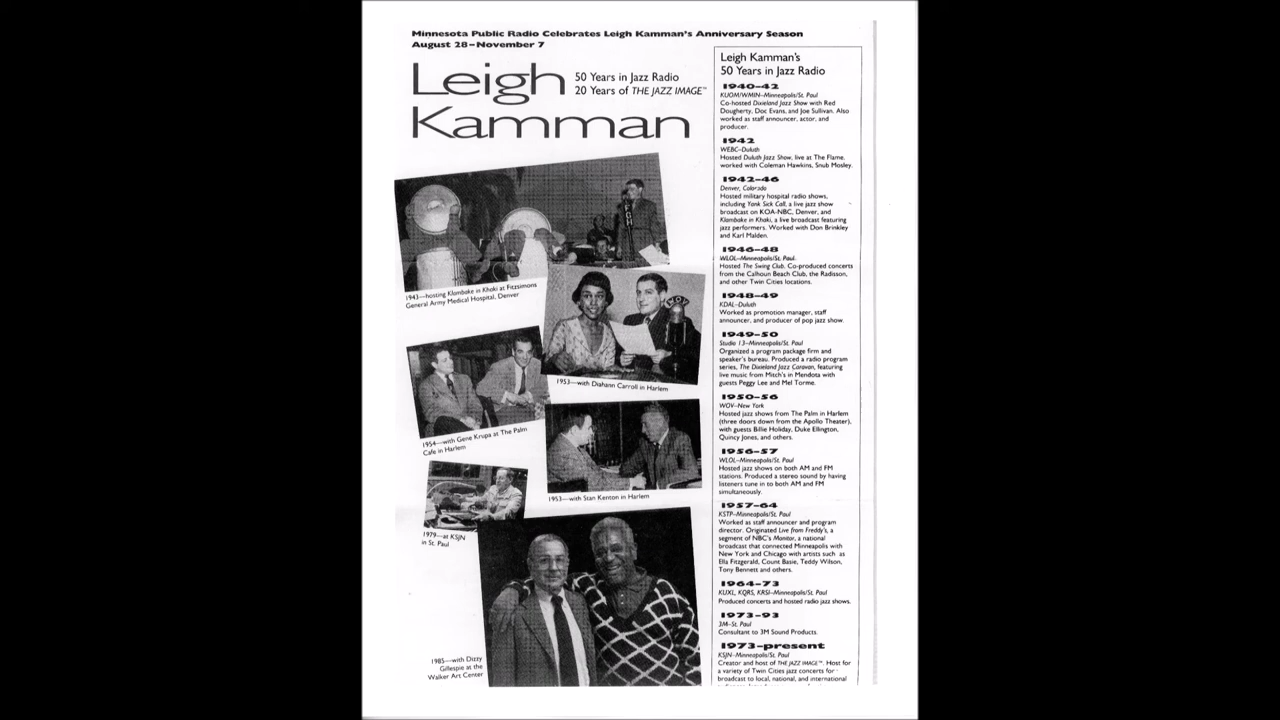 Minnesota Public Radio Celebrates Leigh Kamman's Anniversary Season
August 28–November 7
Leigh
Kamman
50 Years in Jazz Radio
20 Years of THE JAZZ IMAGE™
FGH
1943—hosting Klambake in Khaki at Fitzsimons
General Army Medical Hospital, Denver
WOV
1953—with Diahann Carroll in Harlem
1954—with Gene Krupa at The Palm
Cafe in Harlem
1953—with Stan Kenton in Harlem
1979—at KSJN
in St. Paul
1985—with Dizzy
Gillespie at the
Walker Art Center
Leigh Kamman's
50 Years in Jazz Radio
1940–42
KUOM/WMIN–Minneapolis/St. Paul
Co-hosted Dixieland Jazz Show with Red
Dougherty, Doc Evans, and Joe Sullivan. Also
worked as staff announcer, actor, and
producer.
1942
WEBC–Duluth
Hosted Duluth Jazz Show, live at The Flame,
worked with Coleman Hawkins, Snub Mosley.
1942–46
Denver, Colorado
Hosted military hospital radio shows,
including Yank Sick Call, a live jazz show
broadcast on KOA-NBC, Denver, and
Klambake in Khaki, a live broadcast featuring
jazz performers. Worked with Don Brinkley
and Karl Malden.
1946–48
WLOL–Minneapolis/St. Paul
Hosted The Swing Club. Co-produced concerts
from the Calhoun Beach Club, the Radisson,
and other Twin Cities locations.
1948–49
KDAL–Duluth
Worked as promotion manager, staff
announcer, and producer of pop jazz show.
1949–50
Studio 13–Minneapolis/St. Paul
Organized a program package firm and
speaker's bureau. Produced a radio program
series, The Dixieland Jazz Caravan, featuring
live music from Mitch's in Mendota with
guests Peggy Lee and Mel Torme.
1950–56
WOV–New York
Hosted jazz shows from The Palm in Harlem
(three doors down from the Apollo Theater),
with guests Billie Holiday, Duke Ellington,
Quincy Jones, and others.
1956–57
WLOL–Minneapolis/St. Paul
Hosted jazz shows on both AM and FM
stations. Produced a stereo sound by having
listeners tune in to both AM and FM
simultaneously.
1957–64
KSTP–Minneapolis/St. Paul
Worked as staff announcer and program
director. Originated Live from Freddy's, a
segment of NBC's Monitor, a national
broadcast that connected Minneapolis with
New York and Chicago with artists such as
Ella Fitzgerald, Count Basie, Teddy Wilson,
Tony Bennett and others.
1964–73
KUXL, KQRS, KRSI–Minneapolis/St. Paul
Produced concerts and hosted radio jazz shows.
1973–93
3M–St. Paul
Consultant to 3M Sound Products.
1973–present
KSJN–Minneapolis/St. Paul
Creator and host of THE JAZZ IMAGE™. Host for
a variety of Twin Cities jazz concerts for
broadcast to local, national, and international